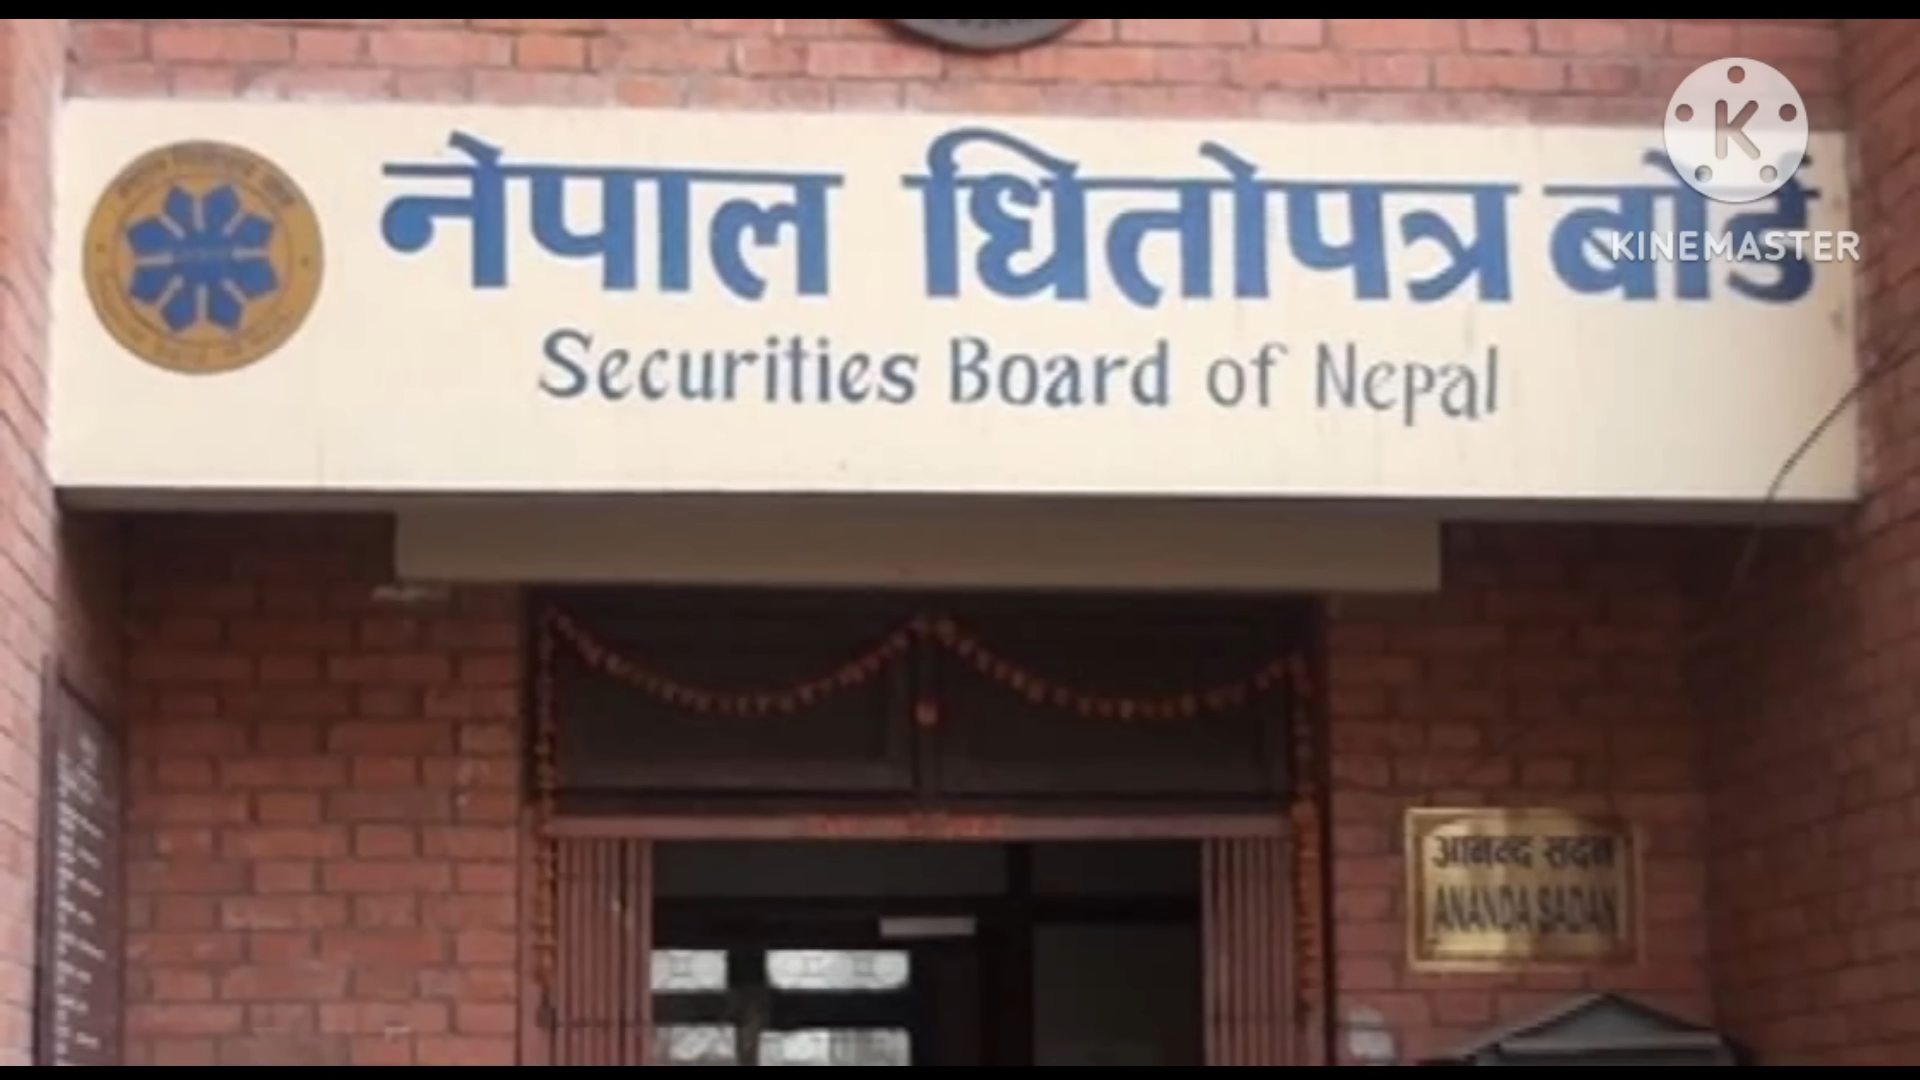 नेपाल धितोपत्र बोर्ड
Securities Board of Nepal
KINEMASTER
आनन्द सदन
ANANDA SADAN